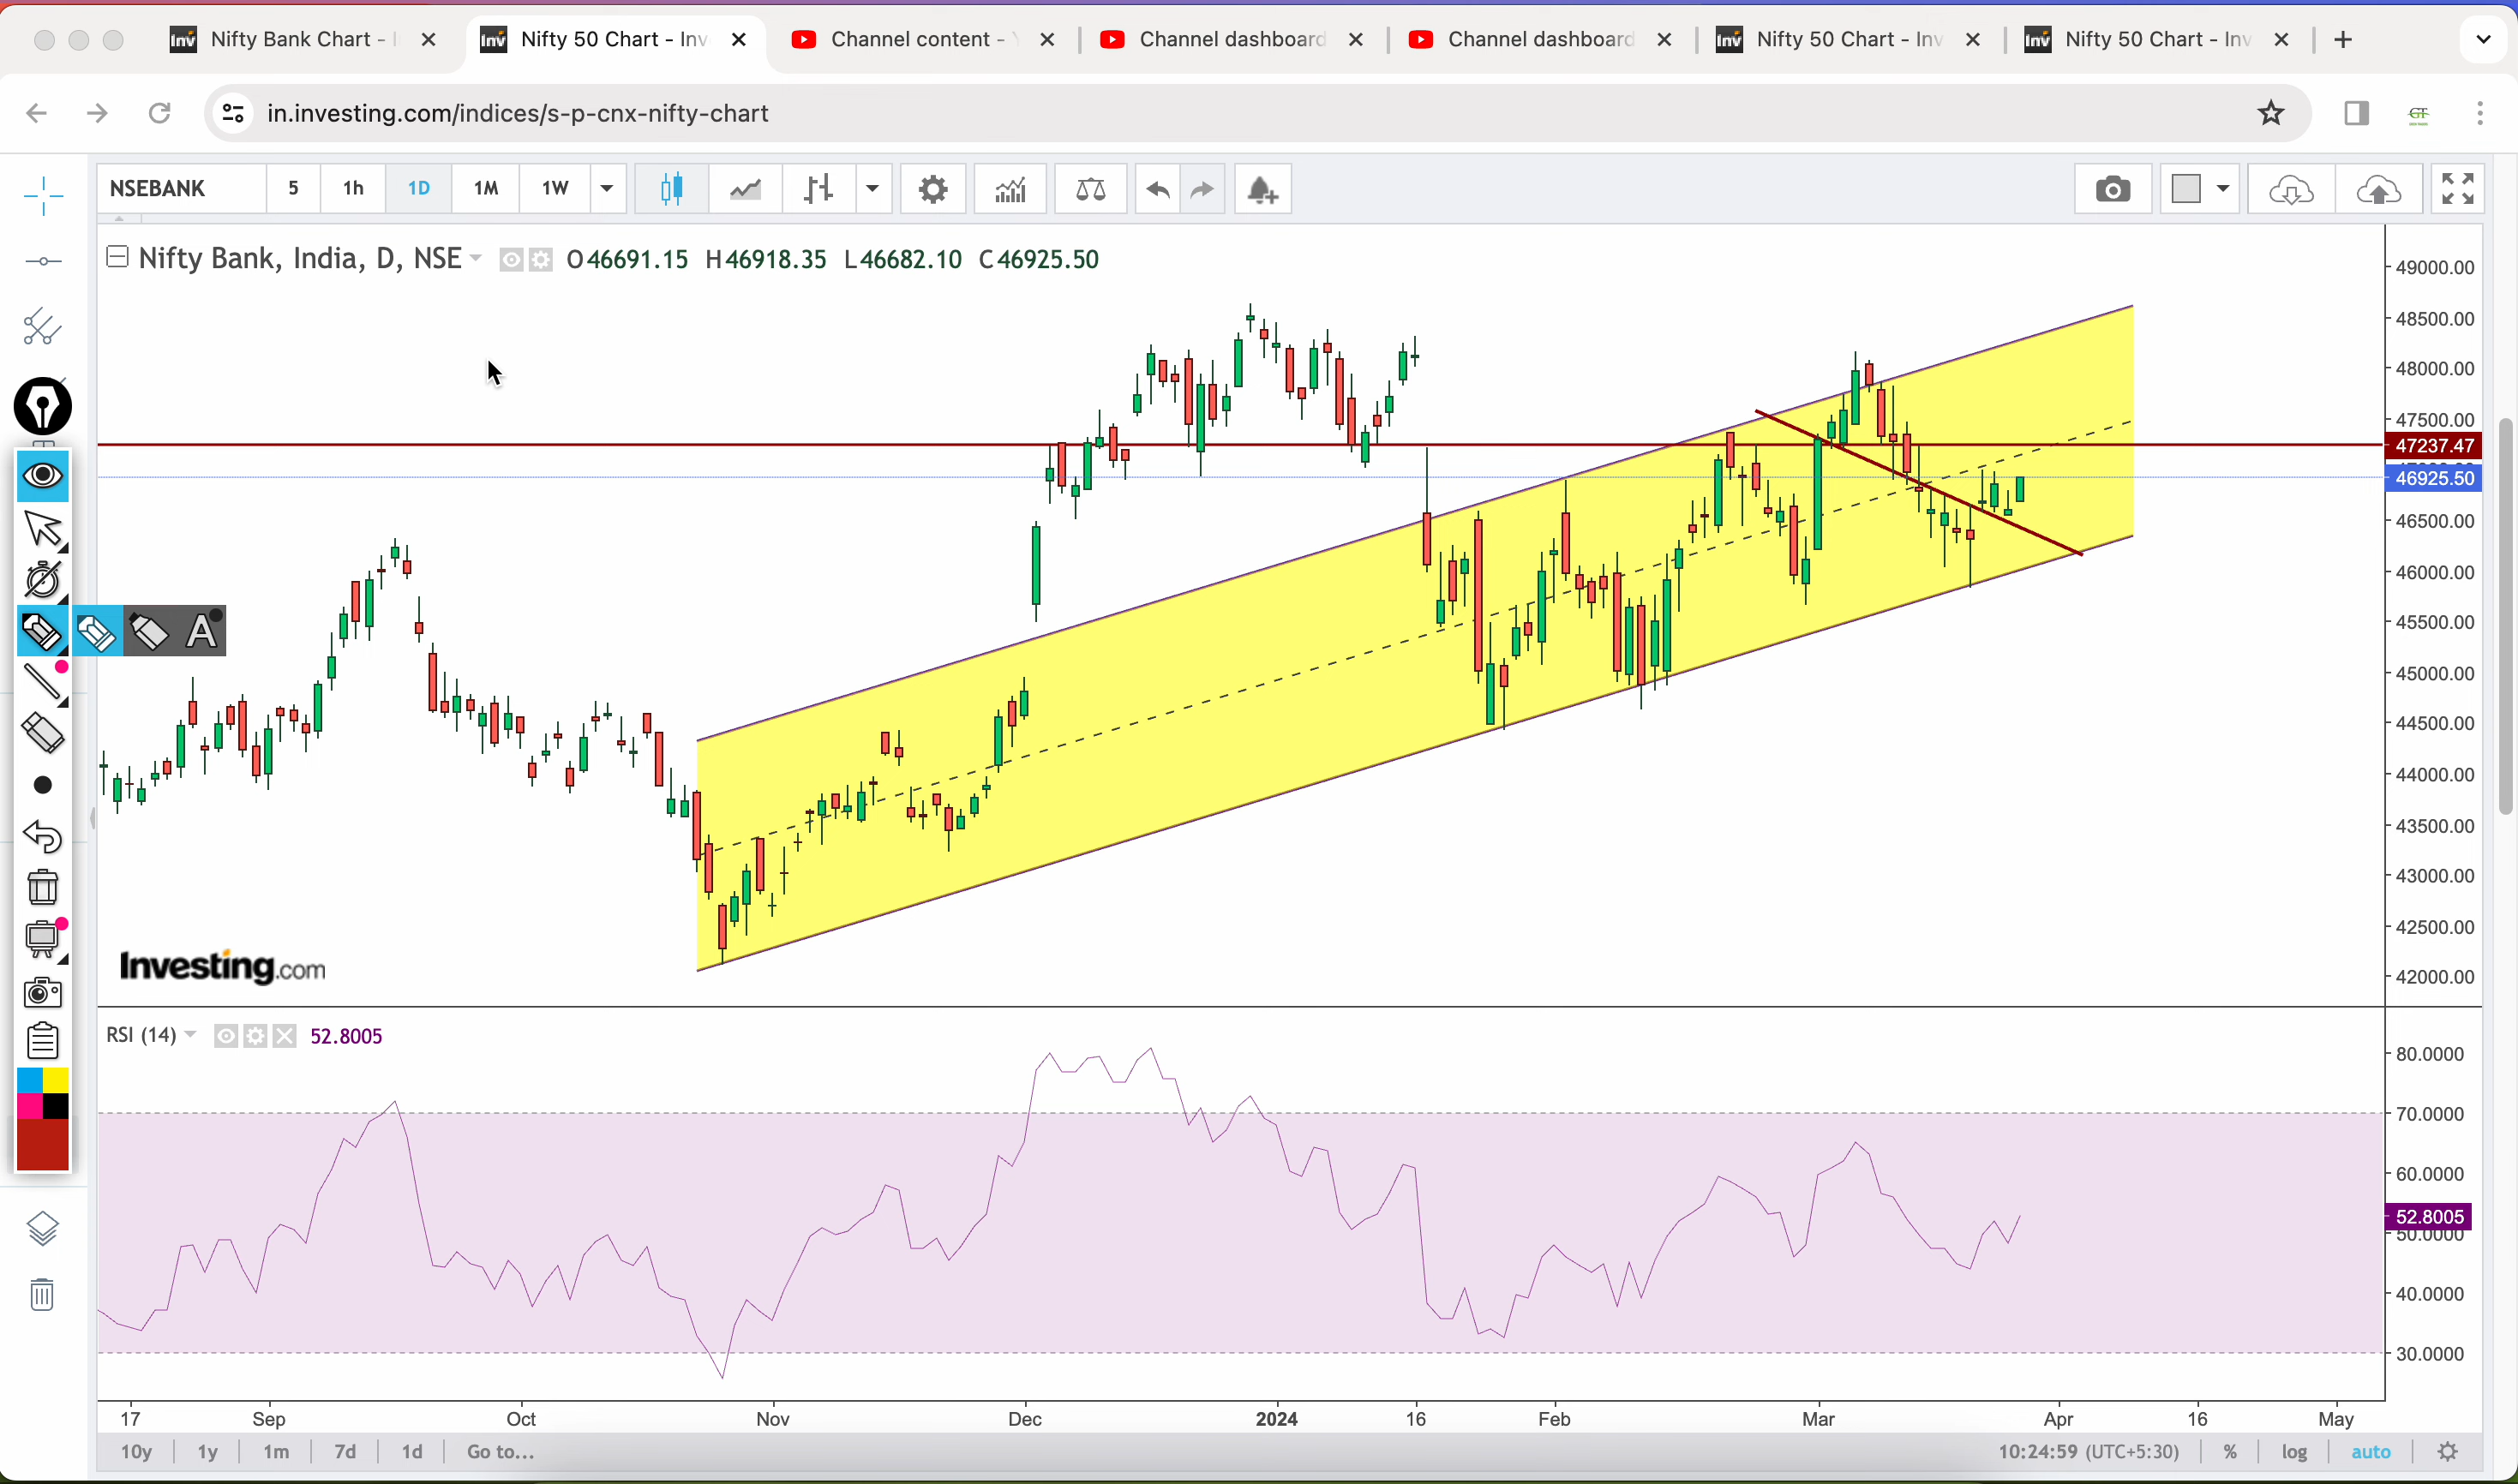 Nifty Bank Chart - I
Nifty 50 Chart - Inv
Channel content - Y
Channel dashboard
Channel dashboard
Nifty 50 Chart - Inv
Nifty 50 Chart - Inv
in.investing.com/indices/s-p-cnx-nifty-chart
GT
NSEBANK 5 1h 1D 1M 1W
Nifty Bank, India, D, NSE O46691.15 H46918.35 L46682.10 C46925.50
49000.00
48500.00
48000.00
47500.00
47237.47
46925.50
46500.00
46000.00
45500.00
45000.00
44500.00
44000.00
43500.00
43000.00
42500.00
42000.00
A
Investing.com
RSI (14) 52.8005
80.0000
70.0000
60.0000
52.8005
50.0000
40.0000
30.0000
17 Sep Oct Nov Dec 2024 16 Feb Mar Apr 16 May
10y 1y 1m 7d 1d Go to... 10:24:59 (UTC+5:30) % log auto